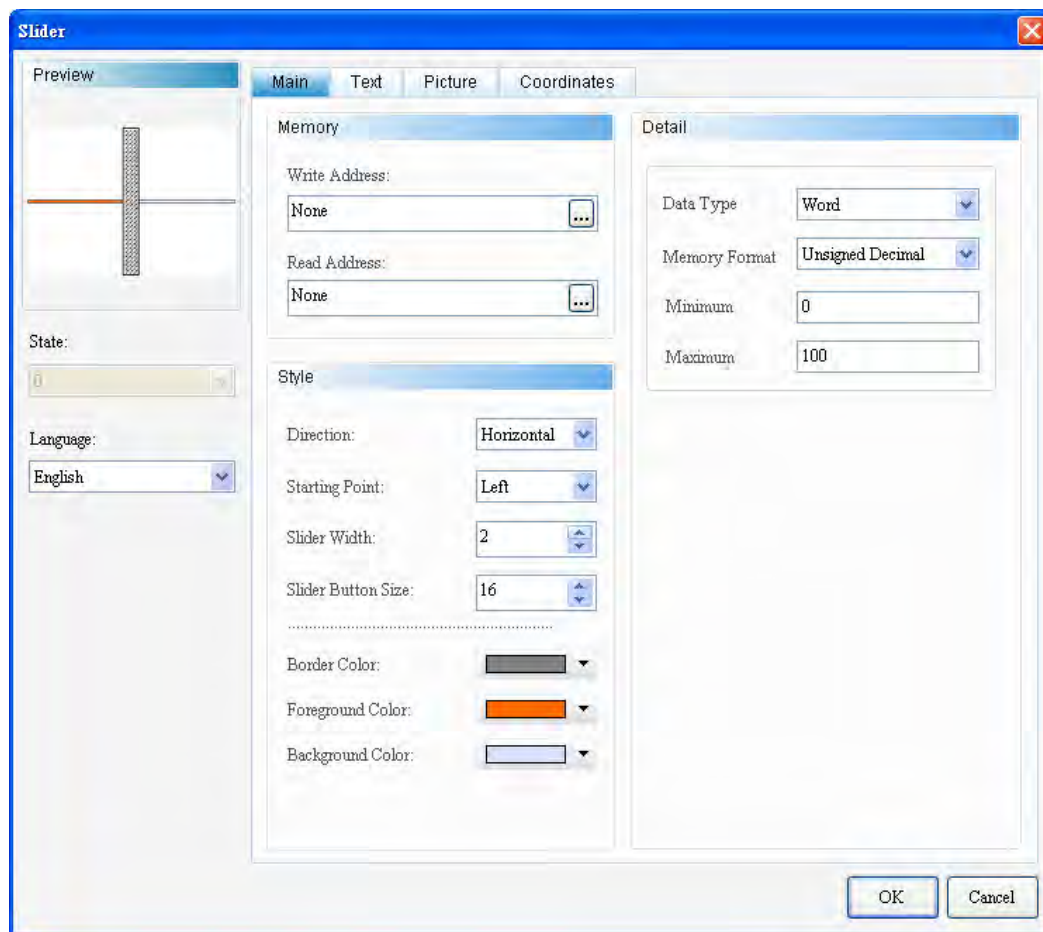 Slider
Preview
Main Text Picture Coordinates
Memory
Detail
Write Address:
None ...
Data Type Word
Memory Format Unsigned Decimal
Read Address:
None ...
Minimum 0
Maximum 100
State:
0
Style
Language:
English
Direction: Horizontal
Starting Point: Left
Slider Width: 2
Slider Button Size: 16
Border Color:
Foreground Color:
Background Color:
OK Cancel